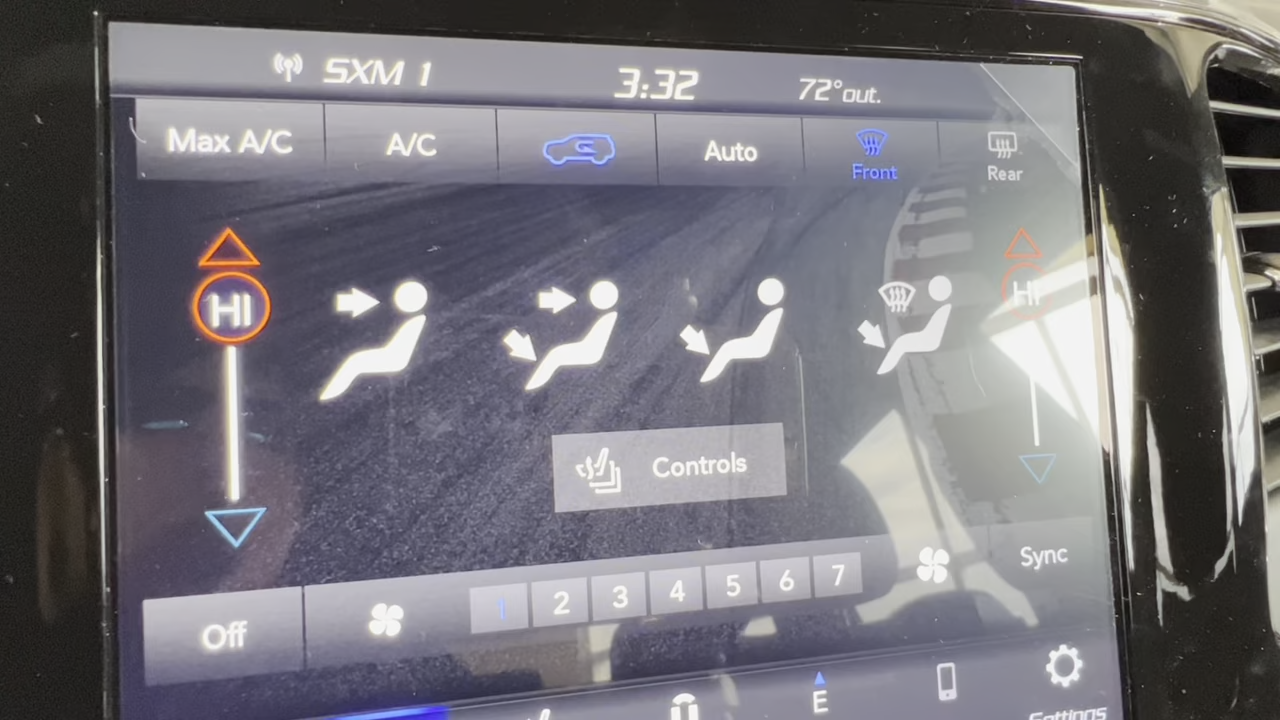 SXM 1 3:32 72°out.
Max A/C A/C Auto Front Rear
HI HI
Controls
Sync
1 2 3 4 5 6 7
Off
E
Settings